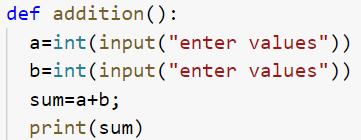 def addition():
  a=int(input("enter values"))
  b=int(input("enter values"))
  sum=a+b;
  print(sum)